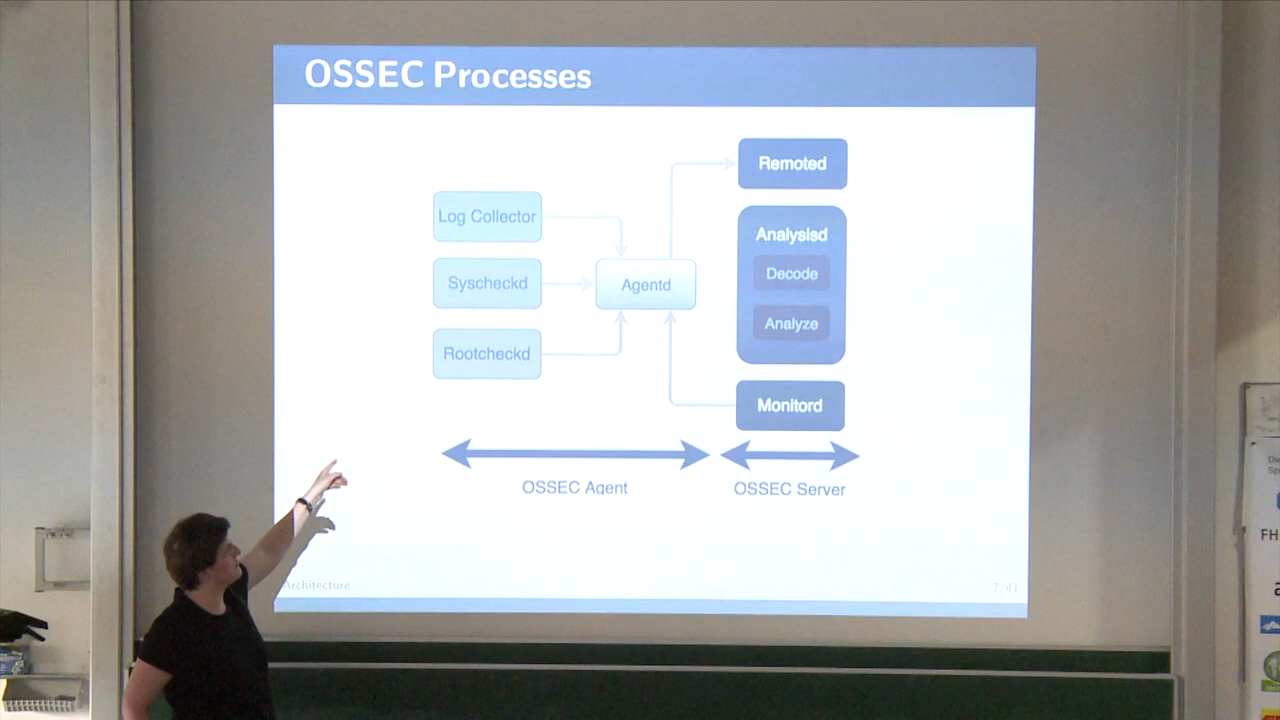 OSSEC Processes
Remoted
Log Collector
Analysisd
Syscheckd
Agentd
Decode
Analyze
Rootcheckd
Monitord
OSSEC Agent
OSSEC Server
Architecture
7/41
FH